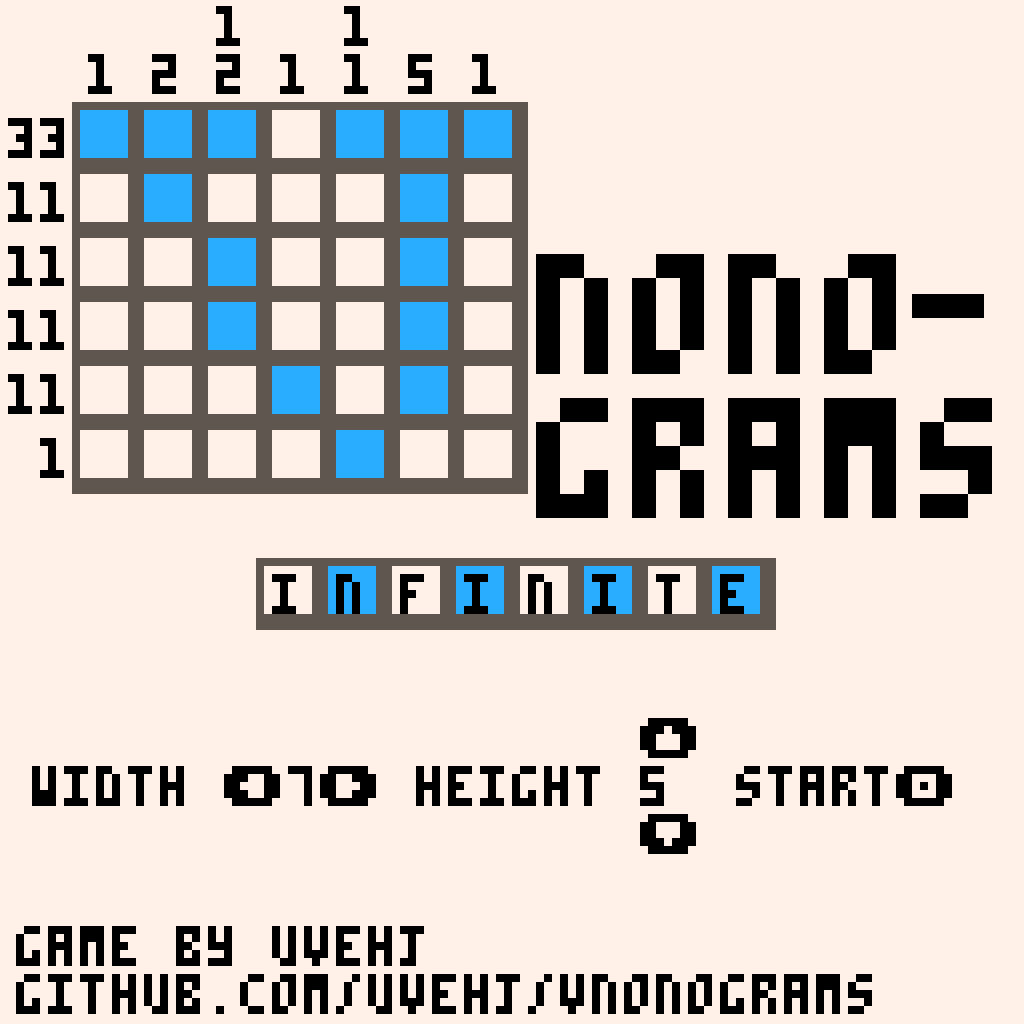 1 1
1 2 2 1 1 5 1
33
11
11
11
11
1
NONO-
GRAMS
INFINITE
WIDTH 7 HEIGHT 5 START
GAME BY UVEHJ
GITHUB.COM/UVEHJ/VNONOGRAMS